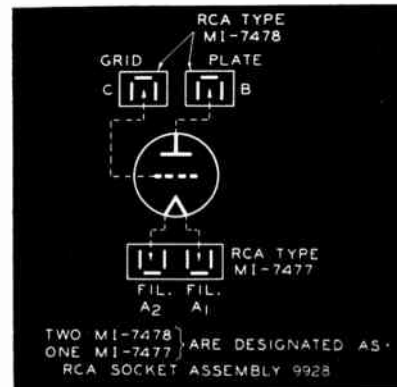 RCA TYPE
MI-7478
GRID PLATE
C B
RCA TYPE
MI-7477
FIL. FIL.
A2 A1
TWO MI-7478
ONE MI-7477 } ARE DESIGNATED AS
RCA SOCKET ASSEMBLY 9928